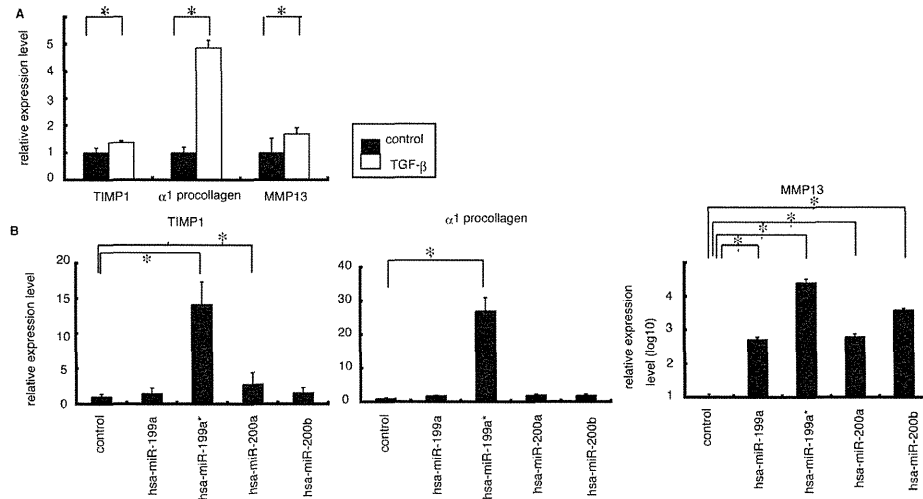 A
* * *
relative expression level
5
4
3
2
1
0
TIMP1 α1 procollagen MMP13
control
TGF-β
B
TIMP1
*
*
relative expression level
20
15
10
5
0
control
hsa-miR-199a
hsa-miR-199a*
hsa-miR-200a
hsa-miR-200b
α1 procollagen
*
40
30
20
10
0
control
hsa-miR-199a
hsa-miR-199a*
hsa-miR-200a
hsa-miR-200b
MMP13
*
*
*
*
relative expression
level (log10)
4
3
2
1
control
hsa-miR-199a
hsa-miR-199a*
hsa-miR-200a
hsa-miR-200b